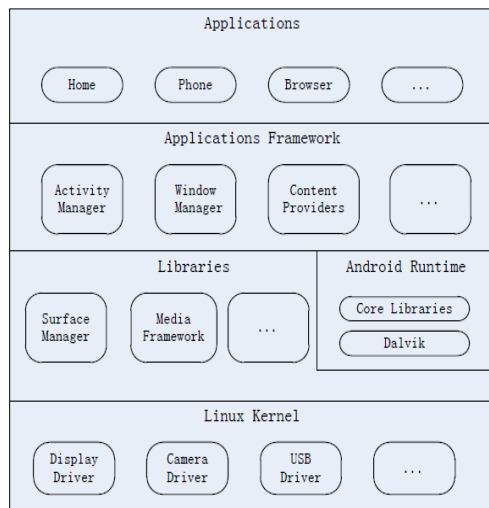 Applications
Home
Phone
Browser
...
Applications Framework
Activity
Manager
Window
Manager
Content
Providers
...
Libraries
Surface
Manager
Media
Framework
...
Android Runtime
Core Libraries
Dalvik
Linux Kernel
Display
Driver
Camera
Driver
USB
Driver
...